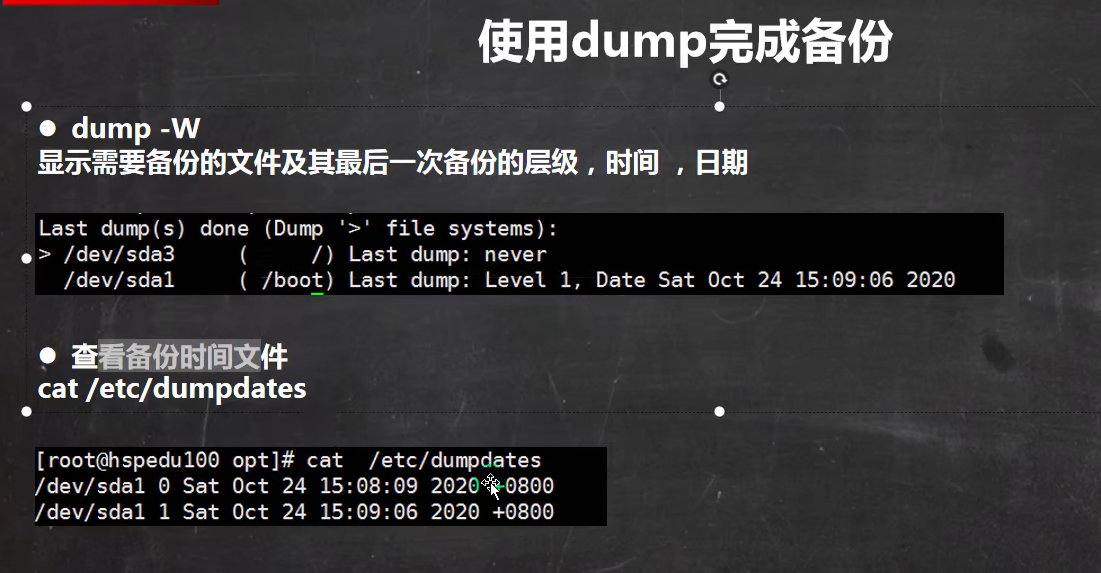 使用dump完成备份
● dump -W
显示需要备份的文件及其最后一次备份的层级，时间 ，日期
Last dump(s) done (Dump '>' file systems):
> /dev/sda3     (      /) Last dump: never
  /dev/sda1     ( /boot) Last dump: Level 1, Date Sat Oct 24 15:09:06 2020
● 查看备份时间文件
cat /etc/dumpdates
[root@hspedu100 opt]# cat  /etc/dumpdates
/dev/sda1 0 Sat Oct 24 15:08:09 2020 +0800
/dev/sda1 1 Sat Oct 24 15:09:06 2020 +0800